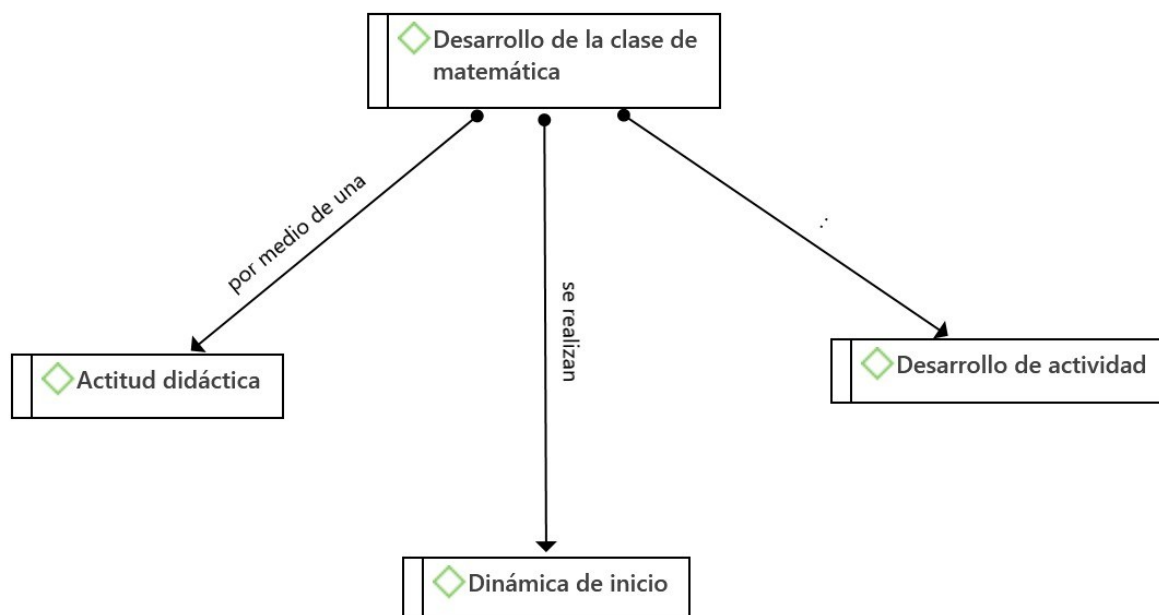 Desarrollo de la clase de
matemática
por medio de una
se realizan
:
Actitud didáctica
Desarrollo de actividad
Dinámica de inicio